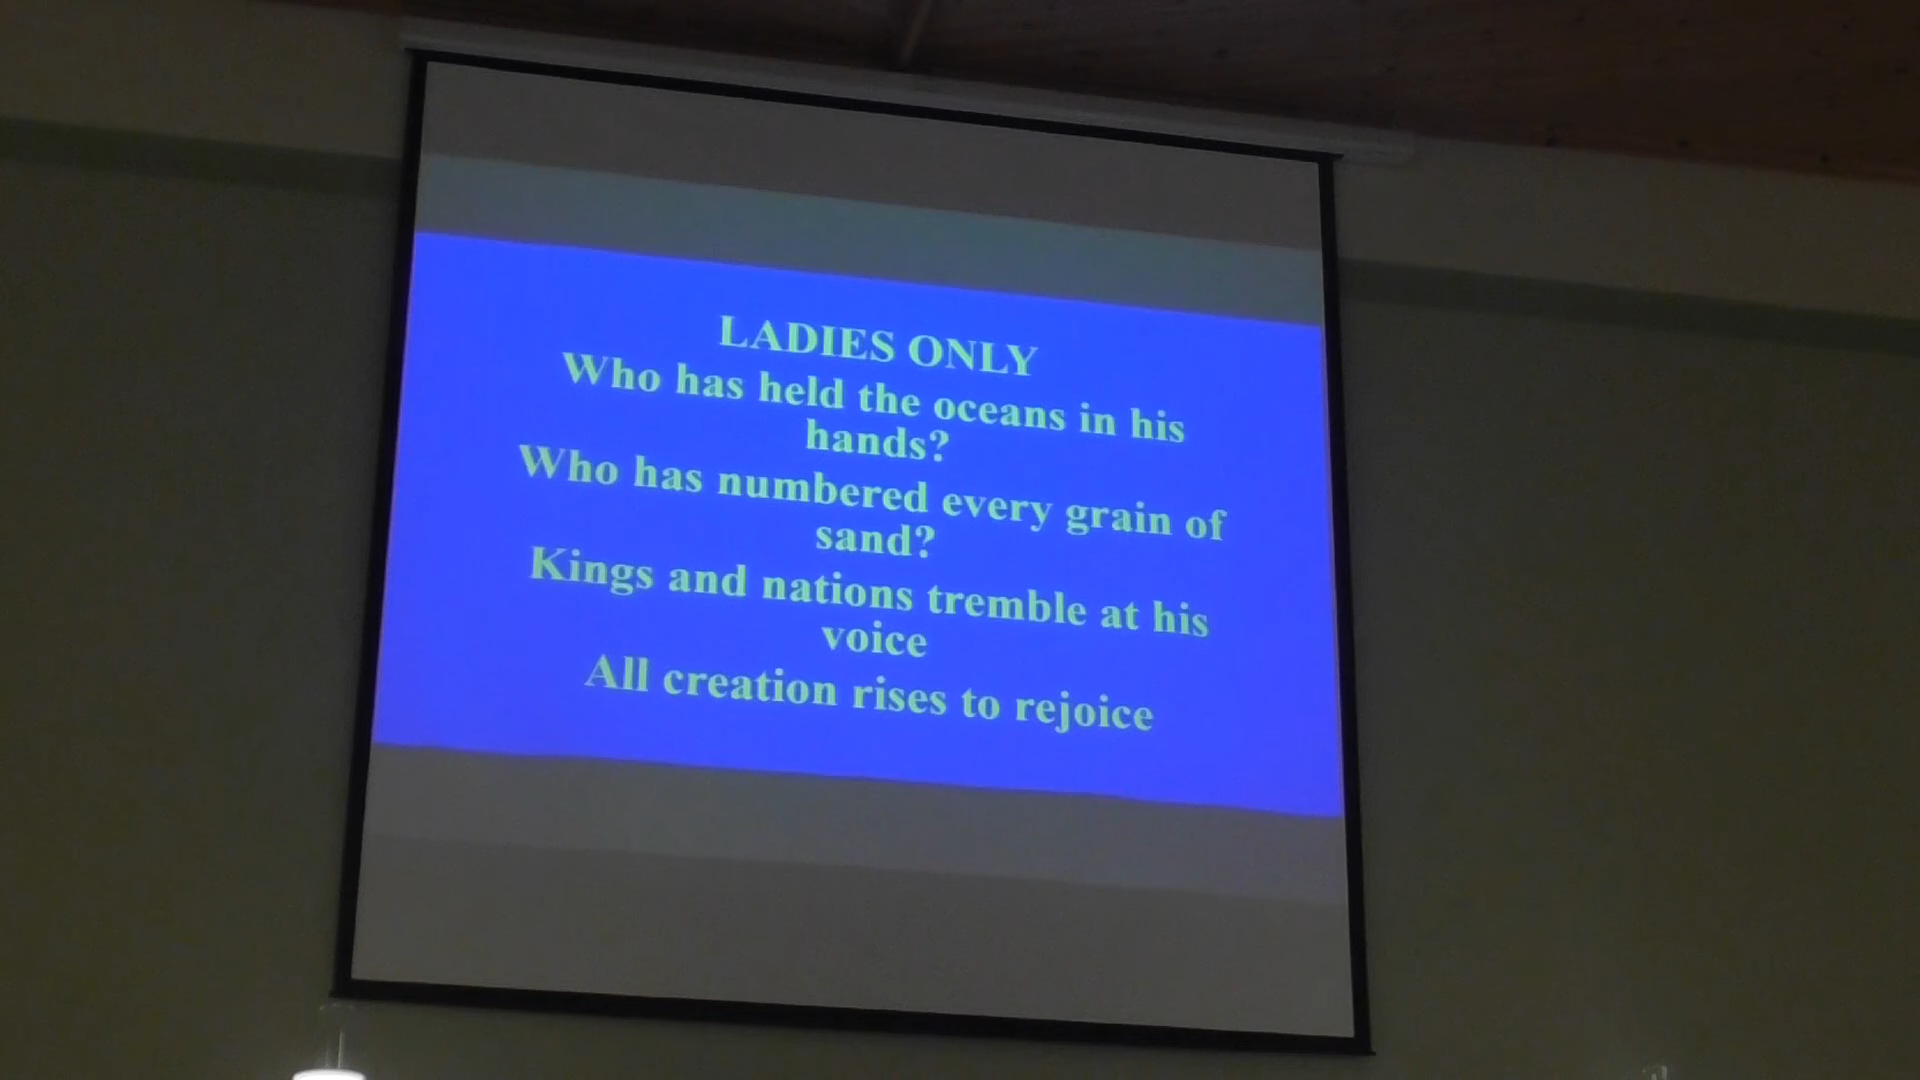 LADIES ONLY
Who has held the oceans in his
hands?
Who has numbered every grain of
sand?
Kings and nations tremble at his
voice
All creation rises to rejoice